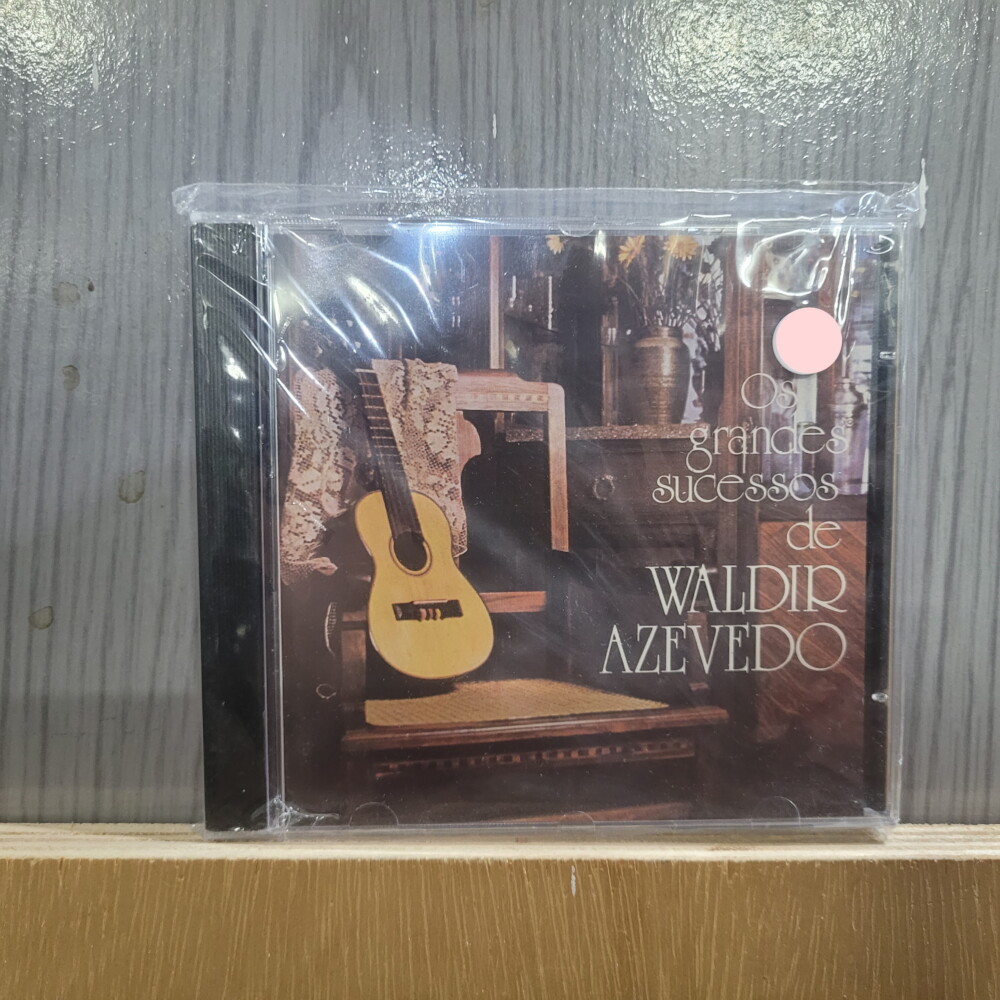 Os
grandes
sucessos
de
WALDIR
AZEVEDO